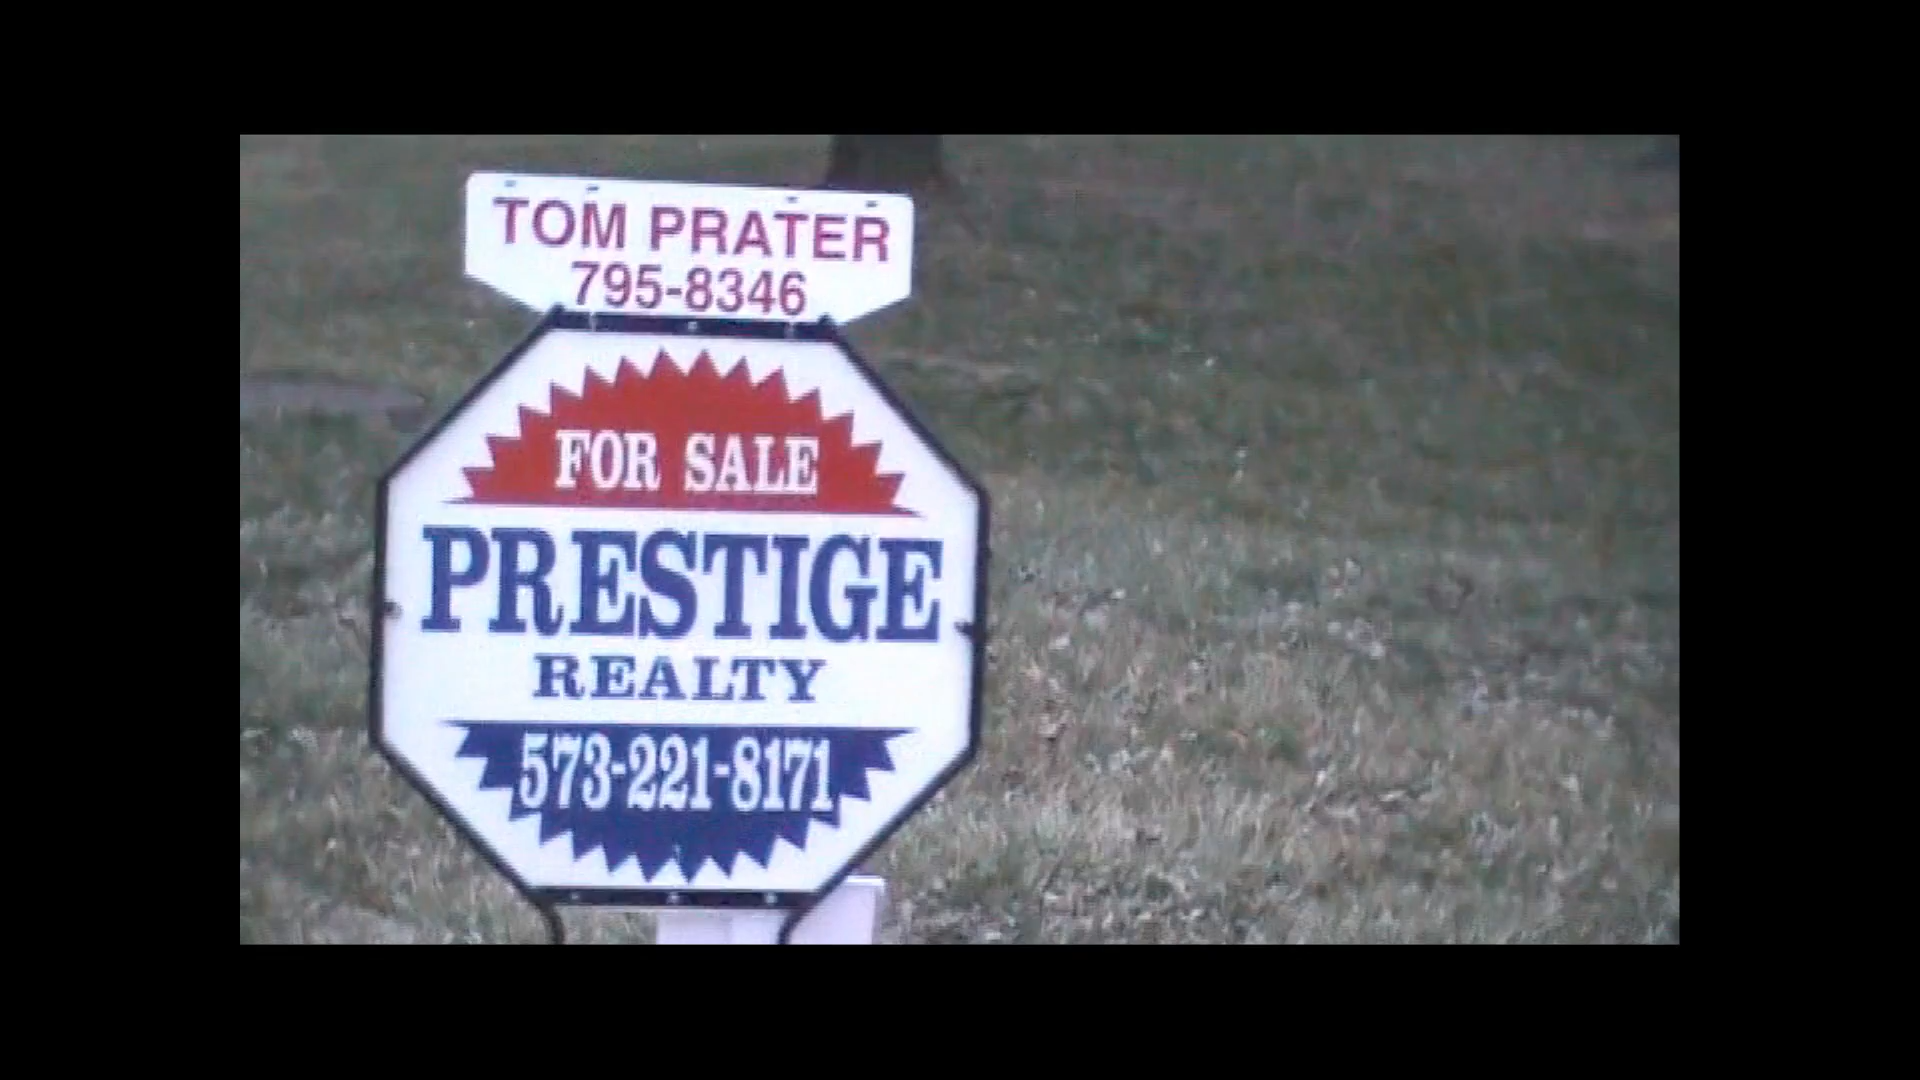 TOM PRATER
795-8346
FOR SALE
PRESTIGE
REALTY
573-221-8171